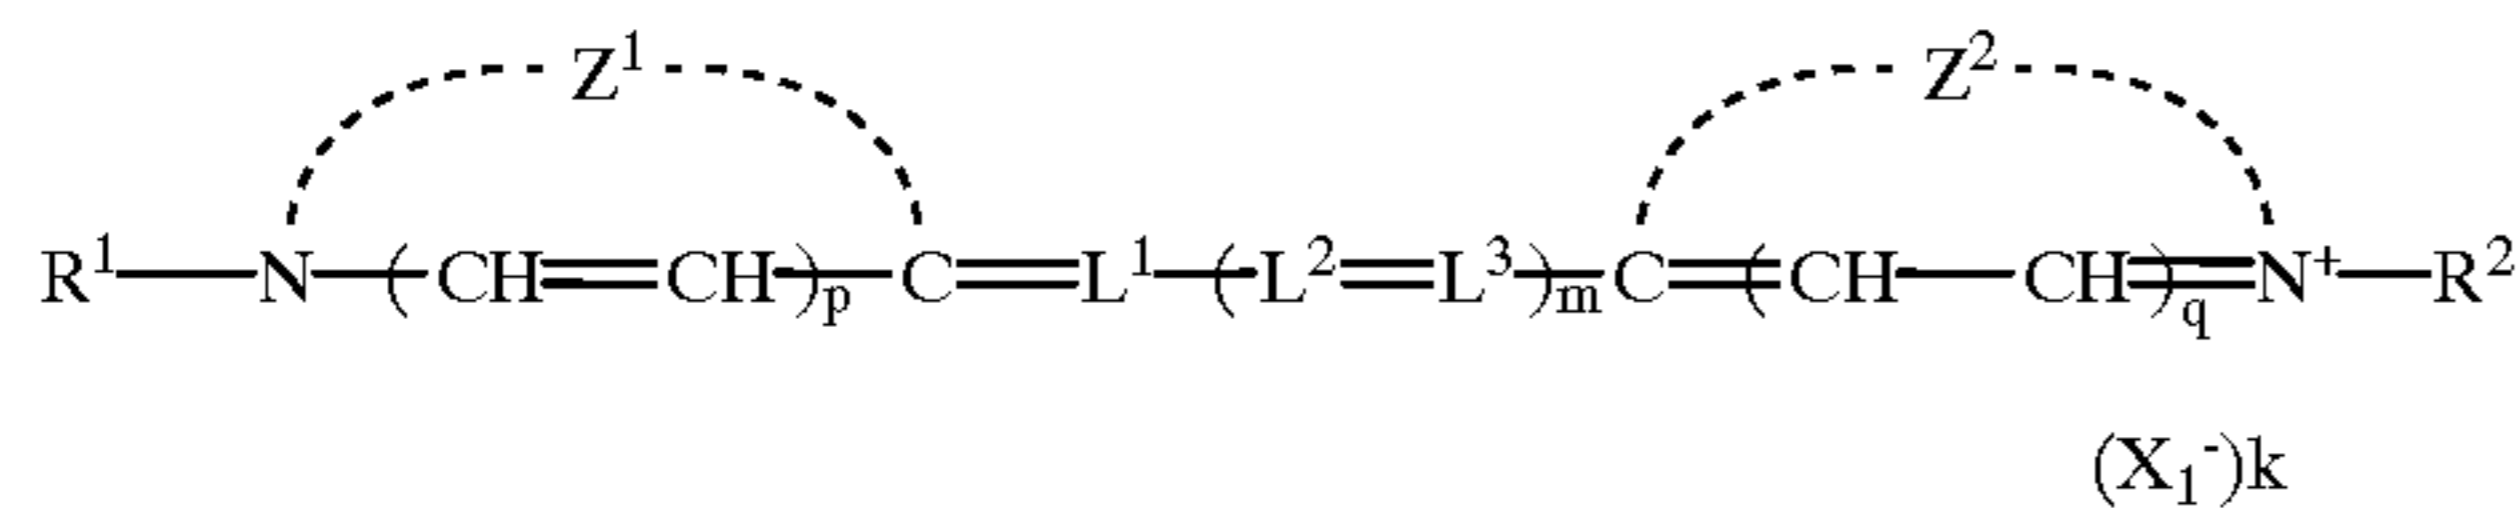 Z¹ Z²
R¹—N—(CH=CH)ₚ—C=L¹—(L²=L³)ₘ—C=(CH—CH)q=N⁺—R²
(X₁⁻)k